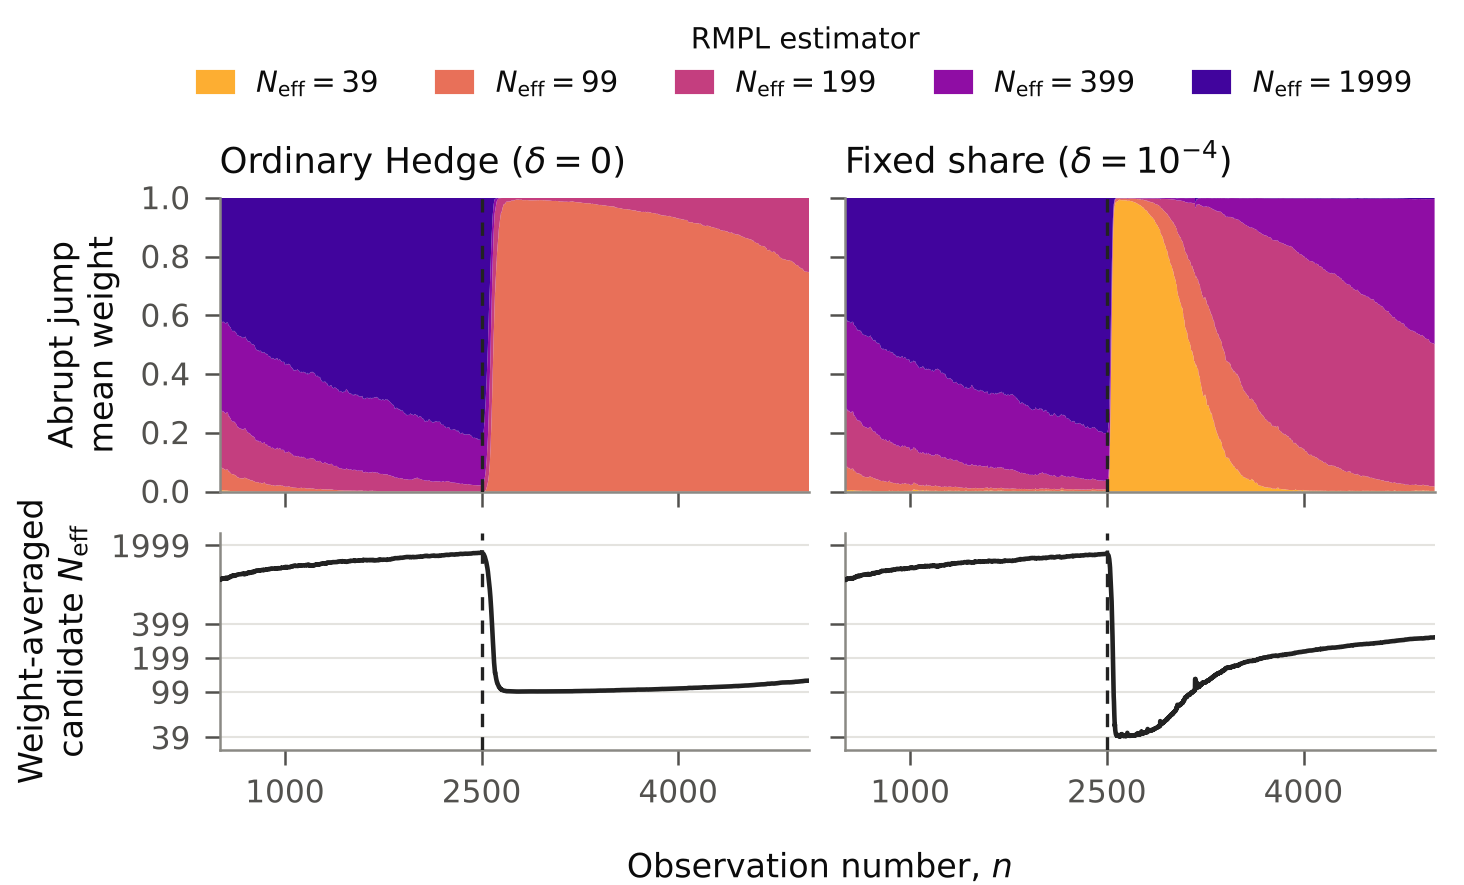 RMPL estimator
N_eff = 39 N_eff = 99 N_eff = 199 N_eff = 399 N_eff = 1999
Ordinary Hedge (δ = 0)
Fixed share (δ = 10⁻⁴)
Abrupt jump
mean weight
1.0
0.8
0.6
0.4
0.2
0.0
Weight-averaged
candidate N_eff
1999
399
199
99
39
1000 2500 4000
1000 2500 4000
Observation number, n